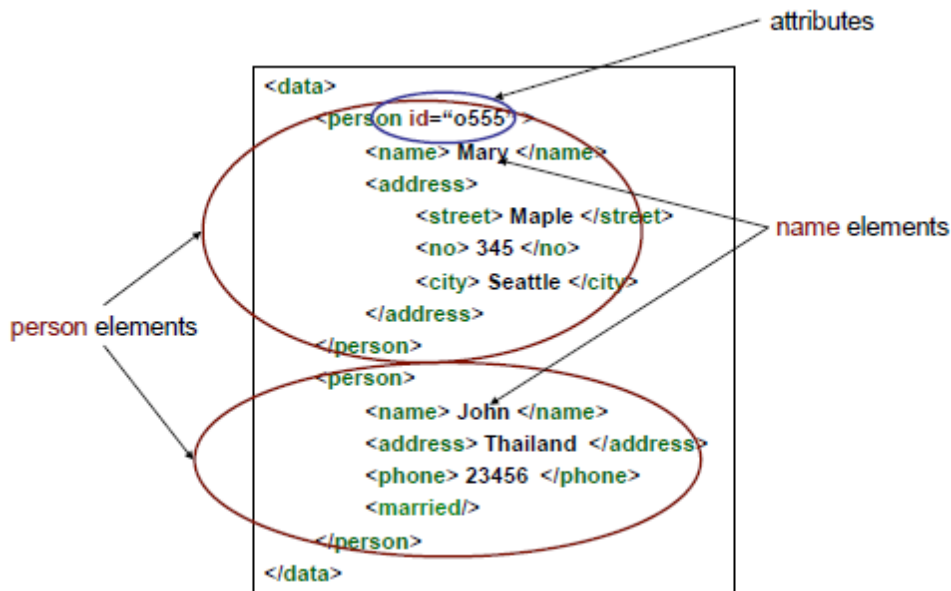 attributes
<data>
<person id=“o555” >
<name> Mary </name>
<address>
<street> Maple </street>
<no> 345 </no>
<city> Seattle </city>
</address>
</person>
<person>
<name> John </name>
<address> Thailand </address>
<phone> 23456 </phone>
<married/>
</person>
</data>
name elements
person elements